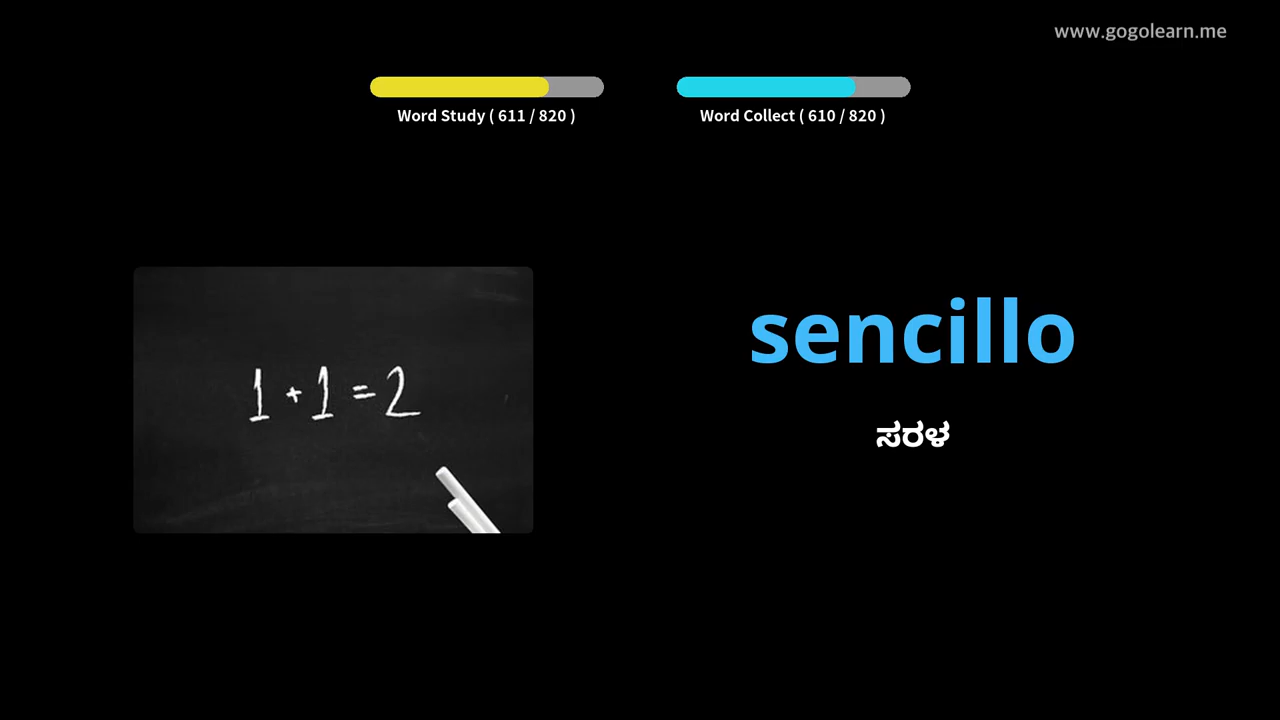 www.gogolearn.me
Word Study ( 611 / 820 )
Word Collect ( 610 / 820 )
1 + 1 = 2
sencillo
ಸರಳ